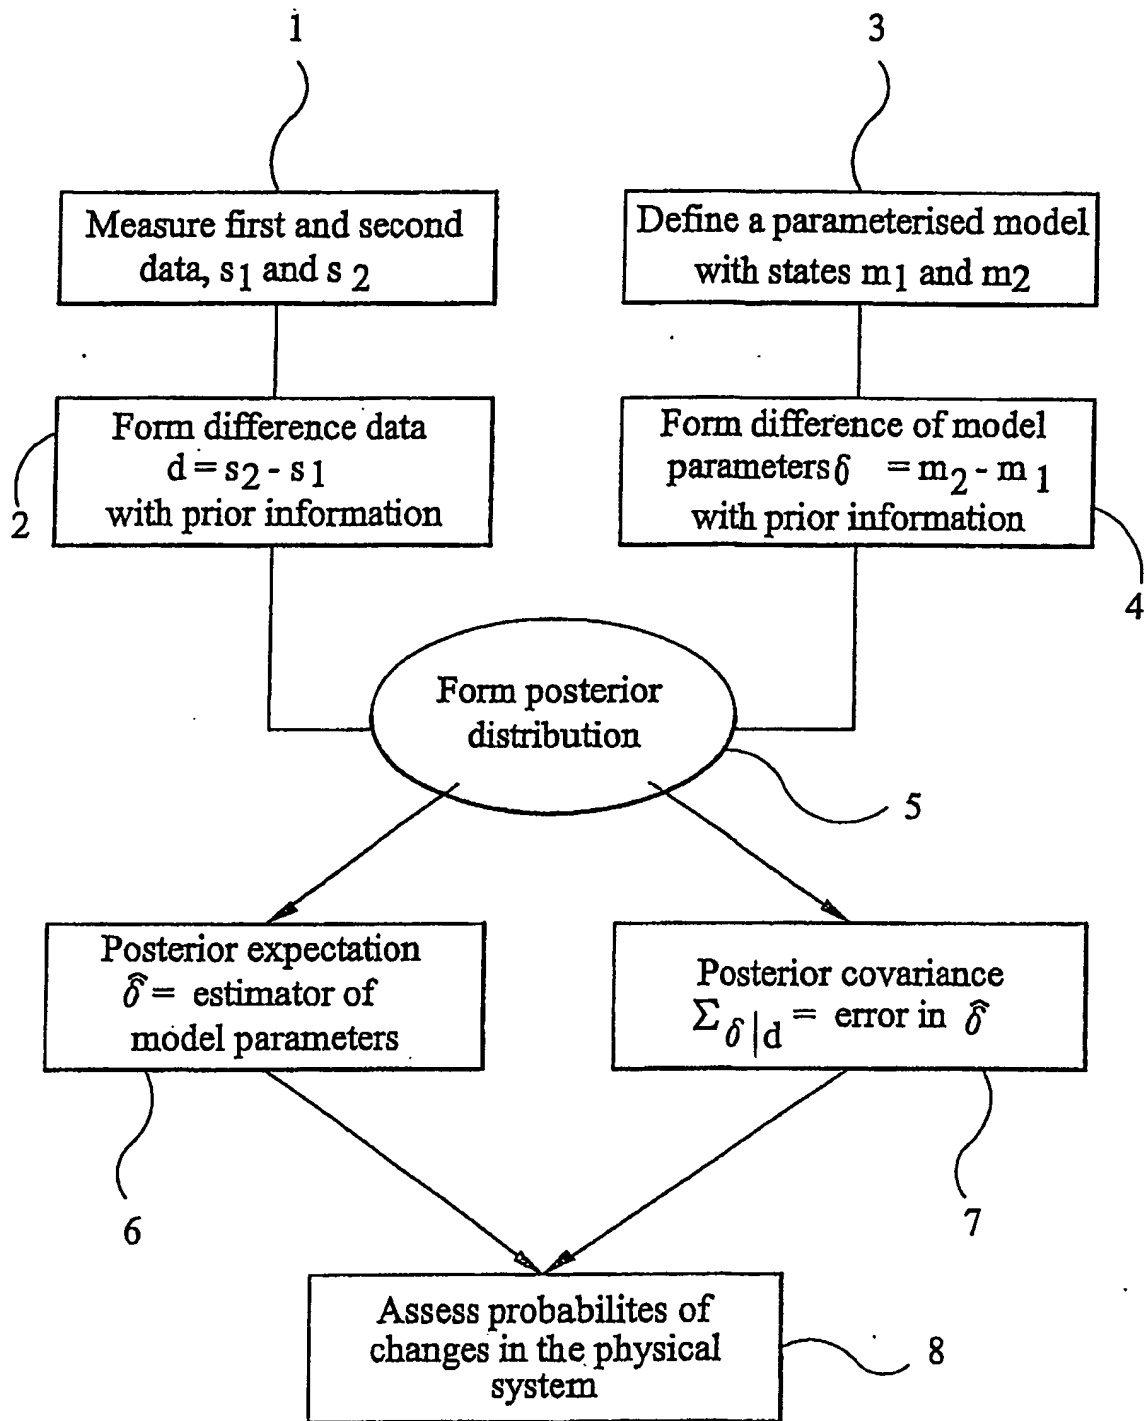 1
3
Measure first and second
data, s1 and s 2
Define a parameterised model
with states m1 and m2
Form difference data
d = s2 - s1
with prior information
2
Form difference of model
parameters δ = m2 - m1
with prior information
4
Form posterior
distribution
5
Posterior expectation
δ̂ = estimator of
model parameters
Posterior covariance
Σδ|d = error in δ̂
6
7
Assess probabilites of
changes in the physical
system
8